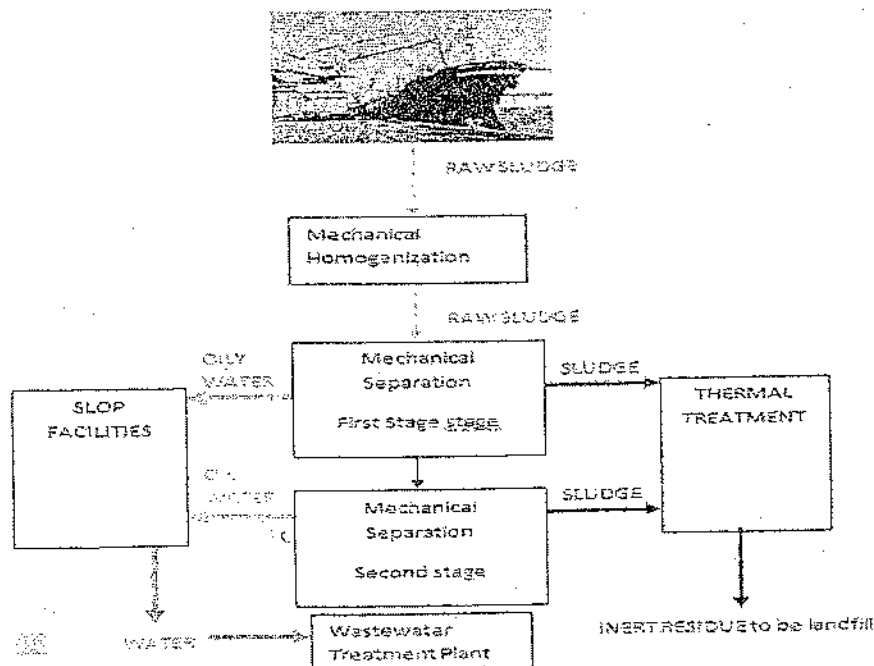 RAW SLUDGE
Mechanical
Homogenization
RAW SLUDGE
OILY
WATER
Mechanical
Separation
First Stage stage
SLUDGE
SLOP
FACILITIES
THERMAL
TREATMENT
WATER
Mechanical
Separation
Second stage
SLUDGE
WATER
Wastewater
Treatment Plant
INERT RESIDUE to be landfill